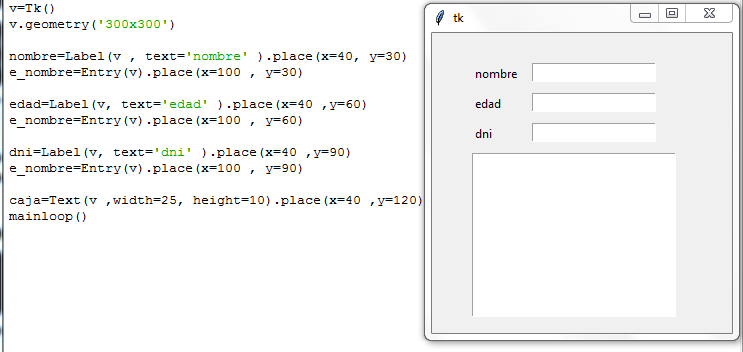 v=Tk()
v.geometry('300x300')
nombre=Label(v , text='nombre' ).place(x=40, y=30)
e_nombre=Entry(v).place(x=100 , y=30)
edad=Label(v, text='edad' ).place(x=40 ,y=60)
e_nombre=Entry(v).place(x=100 , y=60)
dni=Label(v, text='dni' ).place(x=40 ,y=90)
e_nombre=Entry(v).place(x=100 , y=90)
caja=Text(v ,width=25, height=10).place(x=40 ,y=120)
mainloop()
tk
nombre
edad
dni